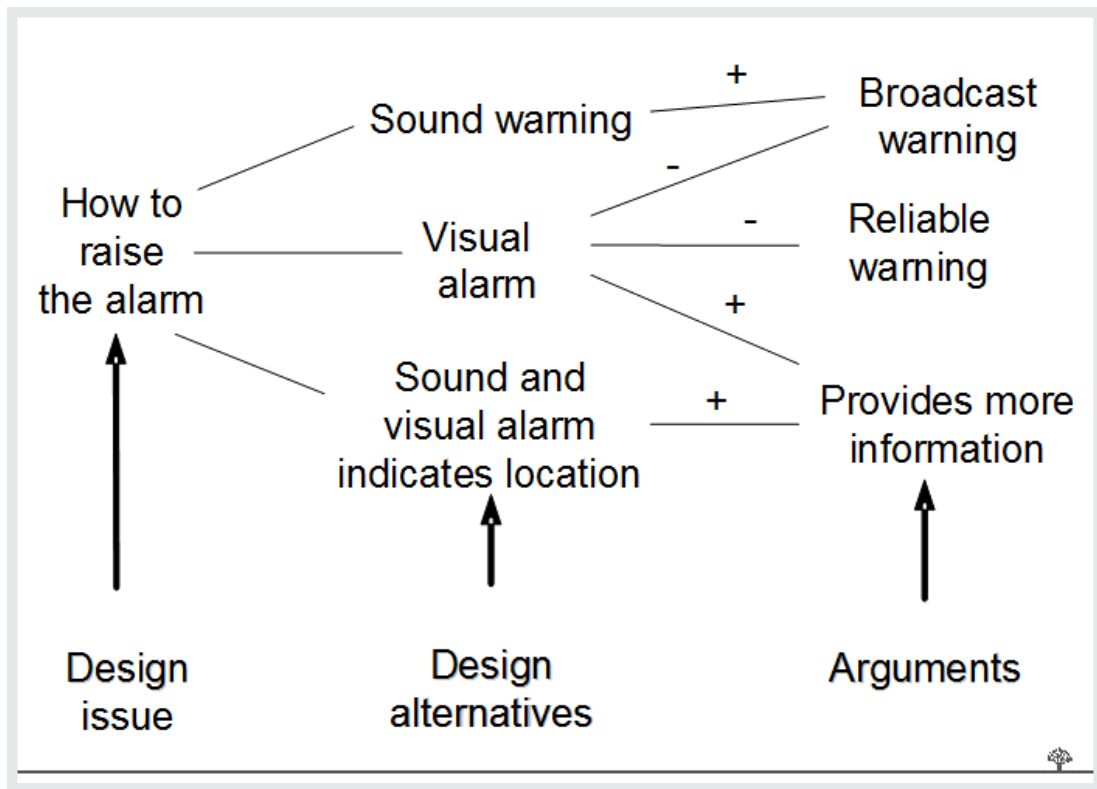 How to
raise
the alarm
Sound warning
Visual
alarm
Sound and
visual alarm
indicates location
+
-
-
+
+
Broadcast
warning
Reliable
warning
Provides more
information
Design
issue
Design
alternatives
Arguments